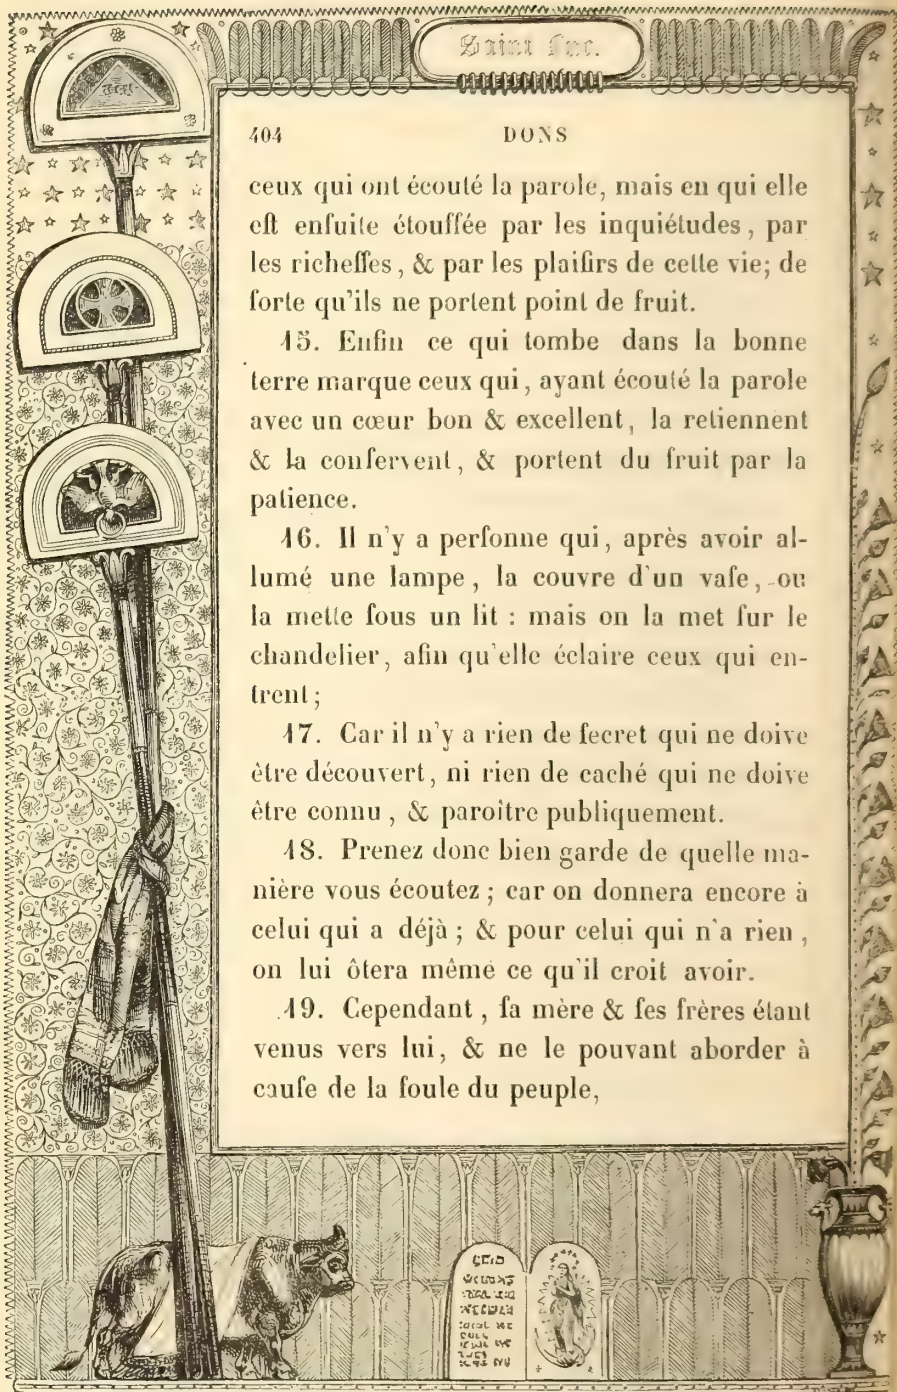 Saint Luc.
404 DONS
ceux qui ont écouté la parole, mais en qui elle
eſt enſuite étouffée par les inquiétudes, par
les richeſſes, & par les plaiſirs de cette vie; de
ſorte qu'ils ne portent point de fruit.
15. Enfin ce qui tombe dans la bonne
terre marque ceux qui, ayant écouté la parole
avec un cœur bon & excellent, la retiennent
& la conſervent, & portent du fruit par la
patience.
16. Il n'y a perſonne qui, après avoir al-
lumé une lampe, la couvre d'un vaſe, ou
la mette ſous un lit : mais on la met ſur le
chandelier, afin qu'elle éclaire ceux qui en-
trent;
17. Car il n'y a rien de ſecret qui ne doive
être découvert, ni rien de caché qui ne doive
être connu, & paroître publiquement.
18. Prenez donc bien garde de quelle ma-
nière vous écoutez; car on donnera encore à
celui qui a déjà; & pour celui qui n'a rien,
on lui ôtera même ce qu'il croit avoir.
19. Cependant, ſa mère & ſes frères étant
venus vers lui, & ne le pouvant aborder à
cauſe de la foule du peuple,